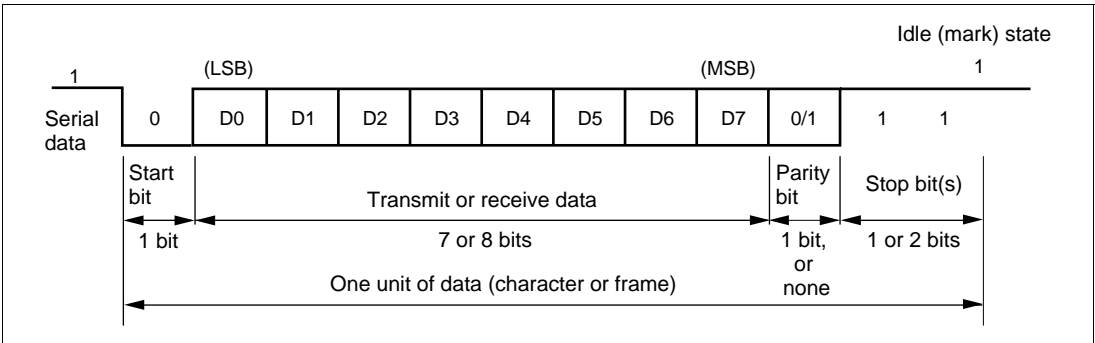 Idle (mark) state
1 (LSB) (MSB) 1
Serial data 0 D0 D1 D2 D3 D4 D5 D6 D7 0/1 1 1
Start bit Transmit or receive data Parity bit Stop bit(s)
1 bit 7 or 8 bits 1 bit, or none 1 or 2 bits
One unit of data (character or frame)